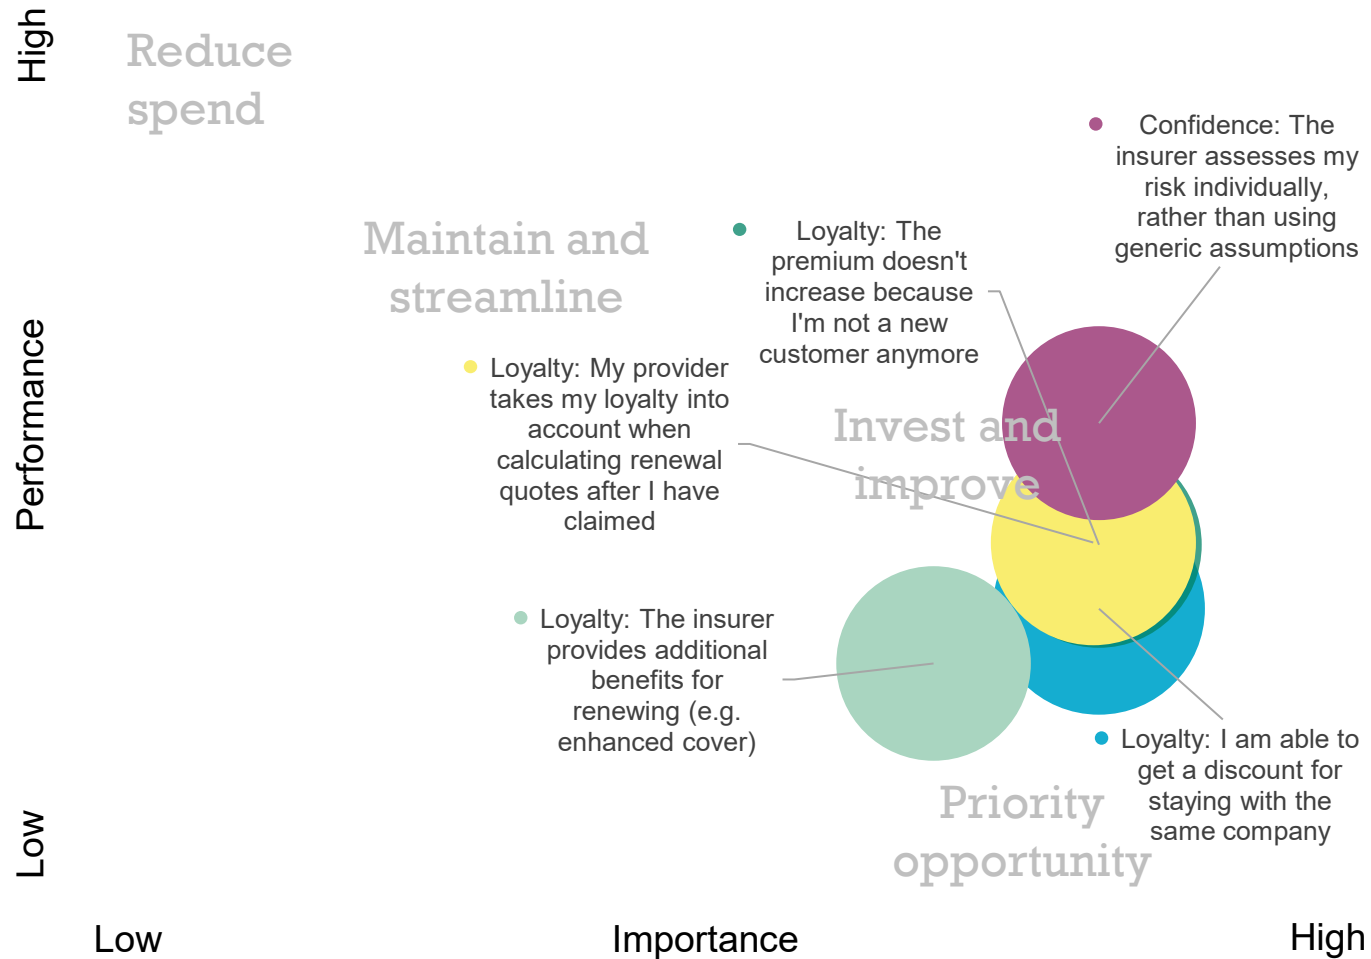 High
Reduce
spend
Confidence: The
insurer assesses my
risk individually,
rather than using
generic assumptions
Maintain and
streamline
Loyalty: The
premium doesn't
increase because
I'm not a new
customer anymore
Performance
Loyalty: My provider
takes my loyalty into
account when
calculating renewal
quotes after I have
claimed
Invest and
improve
Loyalty: The insurer
provides additional
benefits for
renewing (e.g.
enhanced cover)
Loyalty: I am able to
get a discount for
staying with the
same company
Priority
opportunity
Low
Low
Importance
High